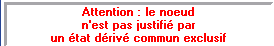 Attention : le noeud
n'est pas justifié par
un état dérivé commun exclusif